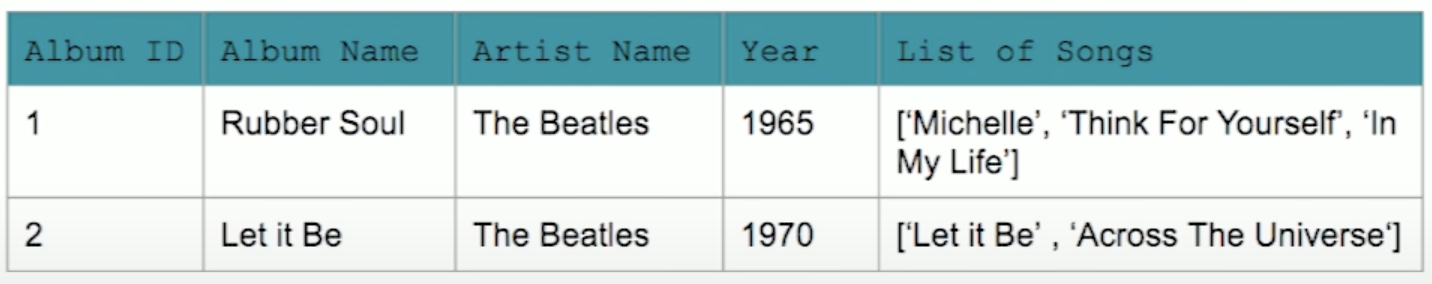 Album ID Album Name Artist Name Year List of Songs
1 Rubber Soul The Beatles 1965 [‘Michelle’, ‘Think For Yourself’, ‘In
My Life’]
2 Let it Be The Beatles 1970 [‘Let it Be’ , ‘Across The Universe‘]